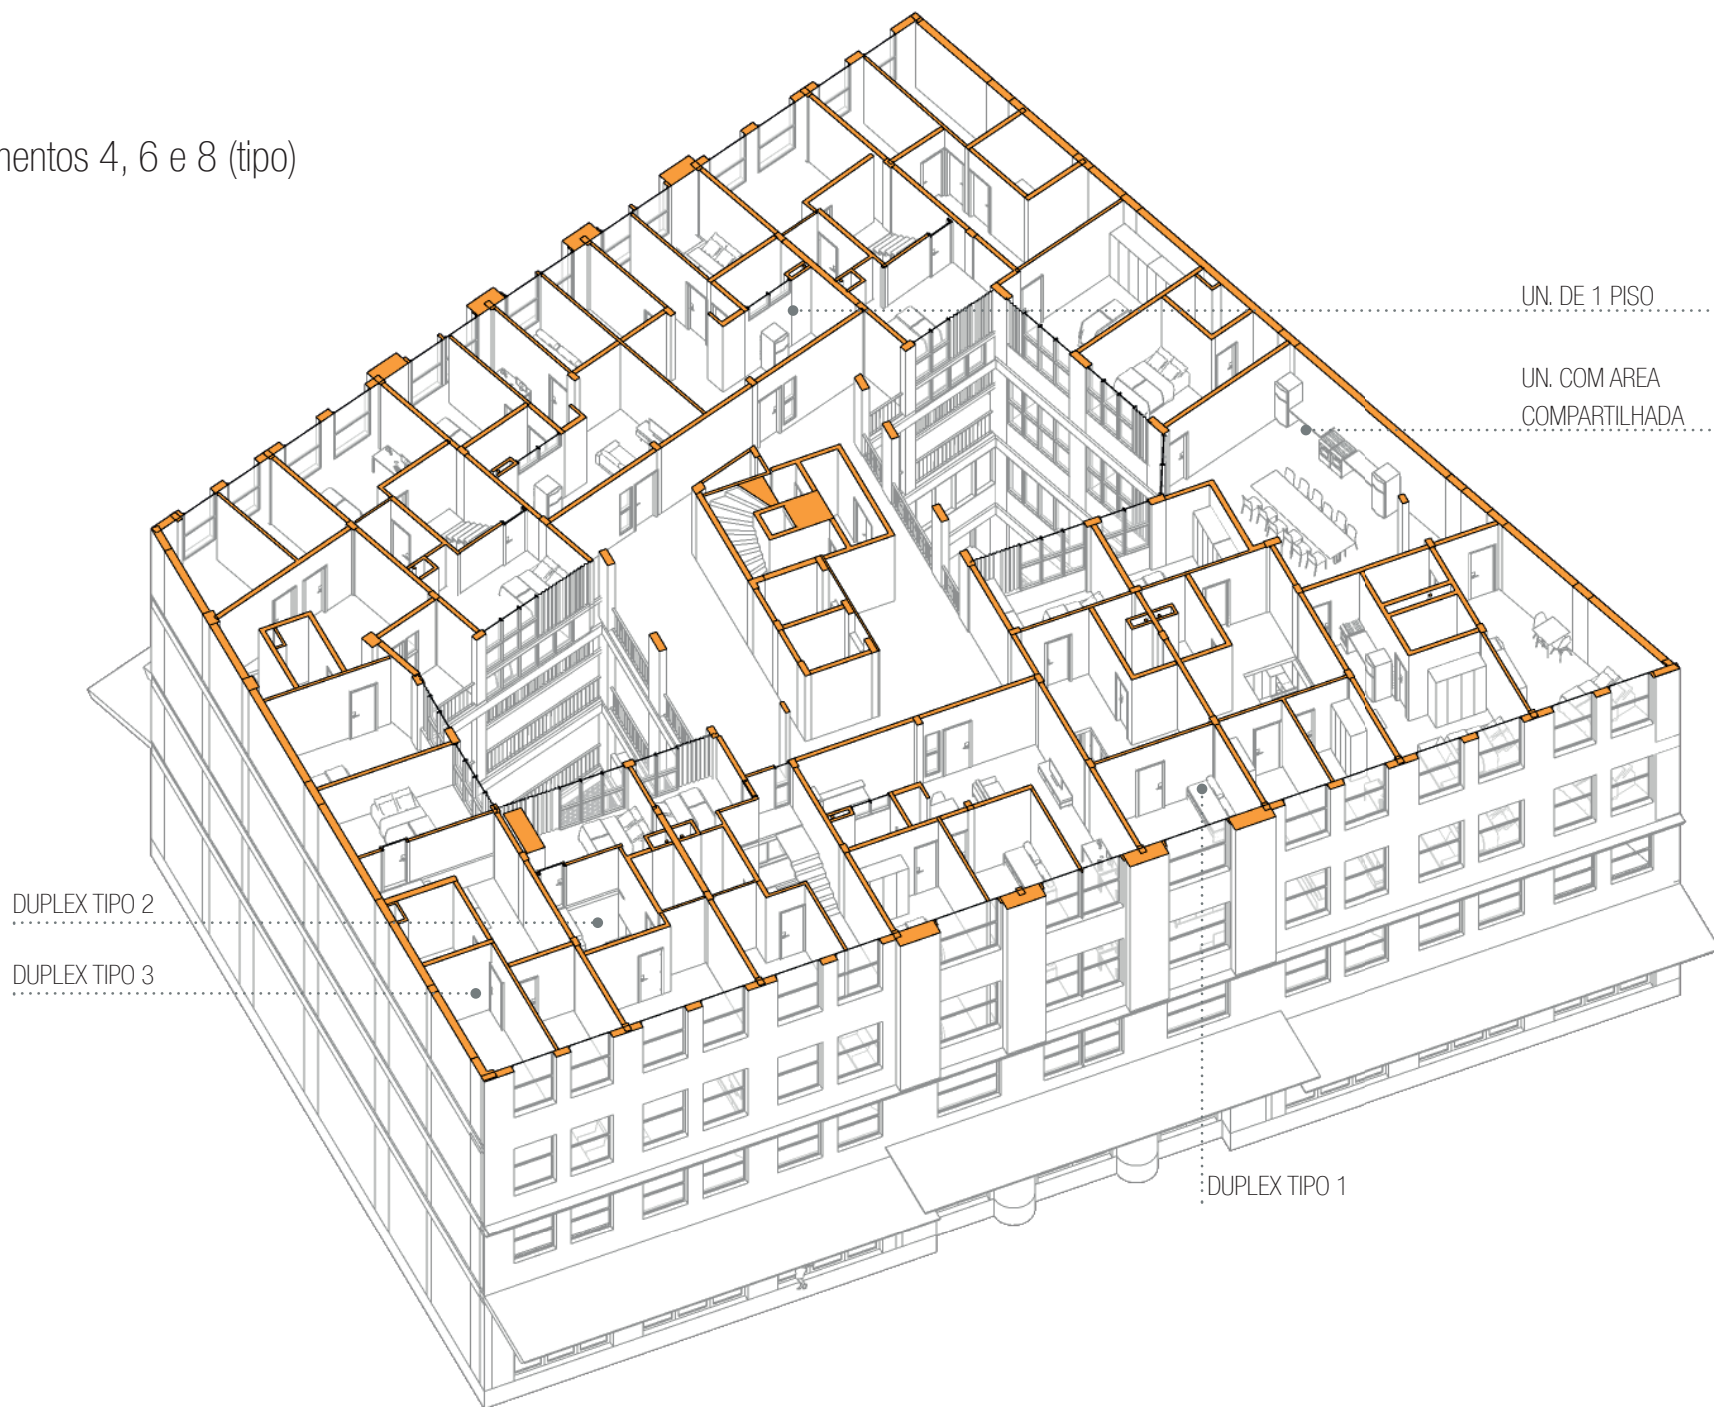 mentos 4, 6 e 8 (tipo)
UN. DE 1 PISO
UN. COM AREA
COMPARTILHADA
DUPLEX TIPO 2
DUPLEX TIPO 3
DUPLEX TIPO 1